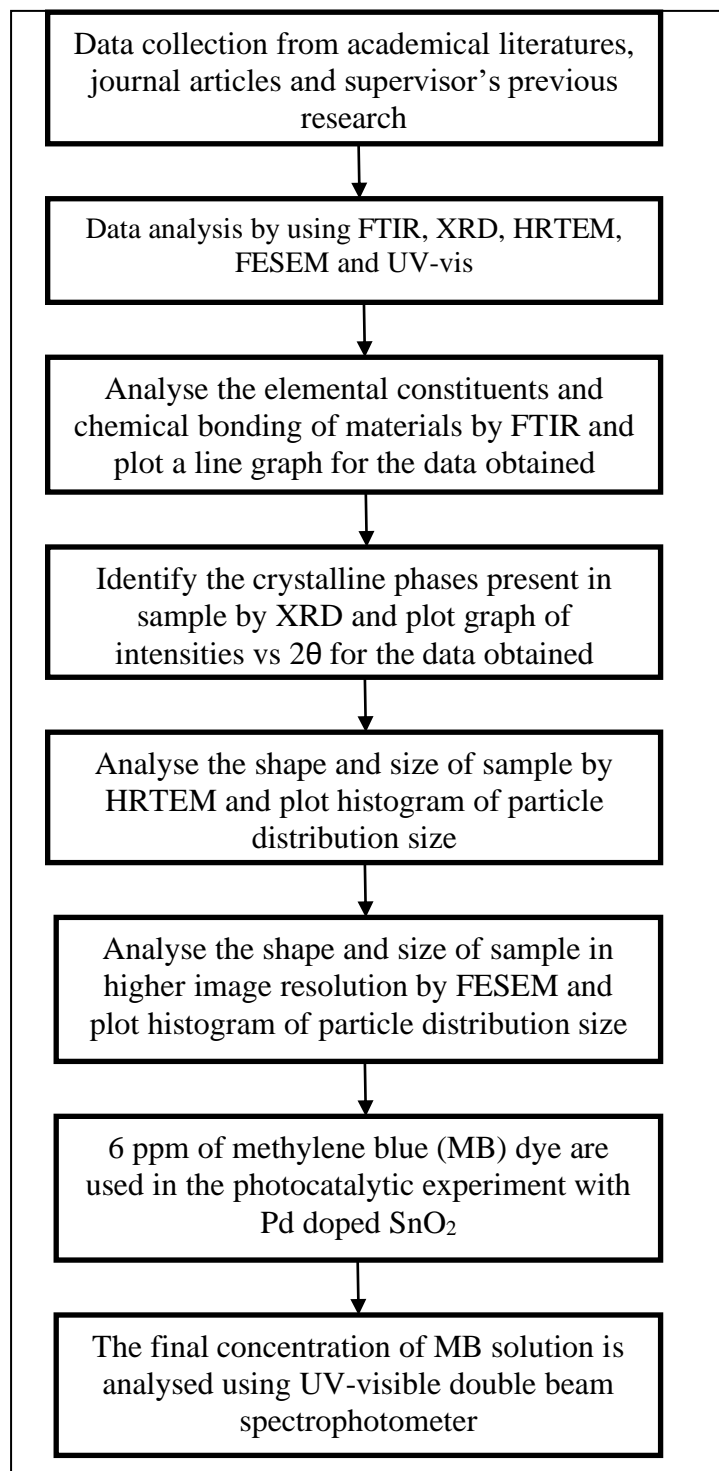 Data collection from academical literatures,
journal articles and supervisor’s previous
research
Data analysis by using FTIR, XRD, HRTEM,
FESEM and UV-vis
Analyse the elemental constituents and
chemical bonding of materials by FTIR and
plot a line graph for the data obtained
Identify the crystalline phases present in
sample by XRD and plot graph of
intensities vs 2θ for the data obtained
Analyse the shape and size of sample by
HRTEM and plot histogram of particle
distribution size
Analyse the shape and size of sample in
higher image resolution by FESEM and
plot histogram of particle distribution size
6 ppm of methylene blue (MB) dye are
used in the photocatalytic experiment with
Pd doped SnO₂
The final concentration of MB solution is
analysed using UV-visible double beam
spectrophotometer